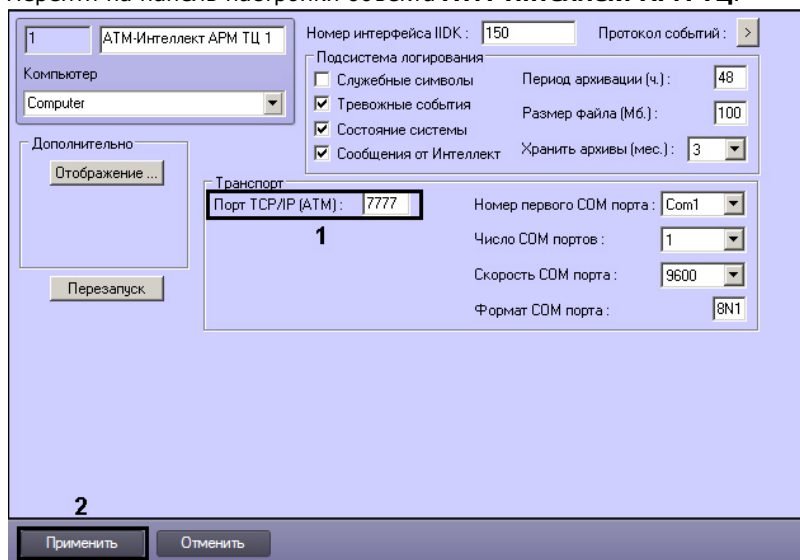 1 АТМ-Интеллект АРМ ТЦ 1
Компьютер
Computer
Дополнительно
Отображение ...
Перезапуск
Номер интерфейса IIDK : 150 Протокол событий : >
Подсистема логирования
Служебные символы Период архивации (ч.) : 48
Тревожные события Размер файла (Мб.) : 100
Состояние системы
Сообщения от Интеллект Хранить архивы (мес.) : 3
Транспорт
Порт TCP/IP (ATM) : 7777 Номер первого COM порта : Com1
1
Число COM портов : 1
Скорость COM порта : 9600
Формат COM порта : 8N1
2
Применить Отменить